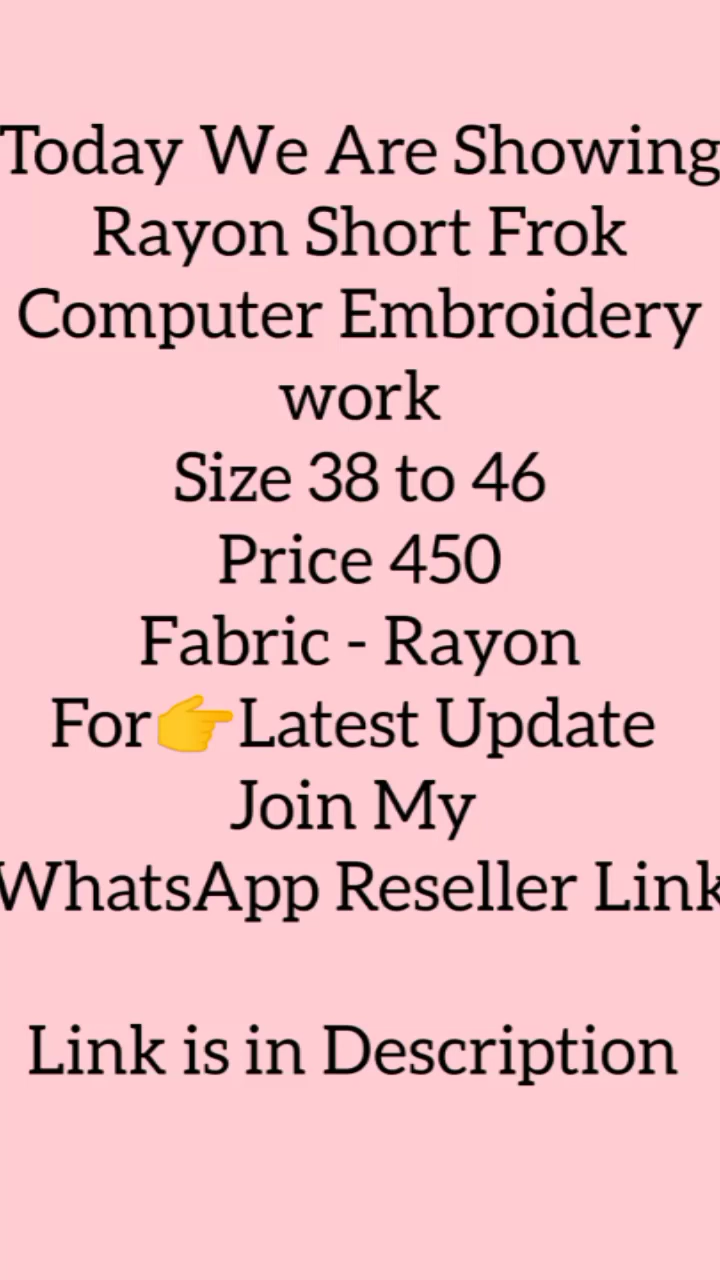 Today We Are Showing
Rayon Short Frok
Computer Embroidery
work
Size 38 to 46
Price 450
Fabric - Rayon
For👉Latest Update
Join My
WhatsApp Reseller Link
Link is in Description